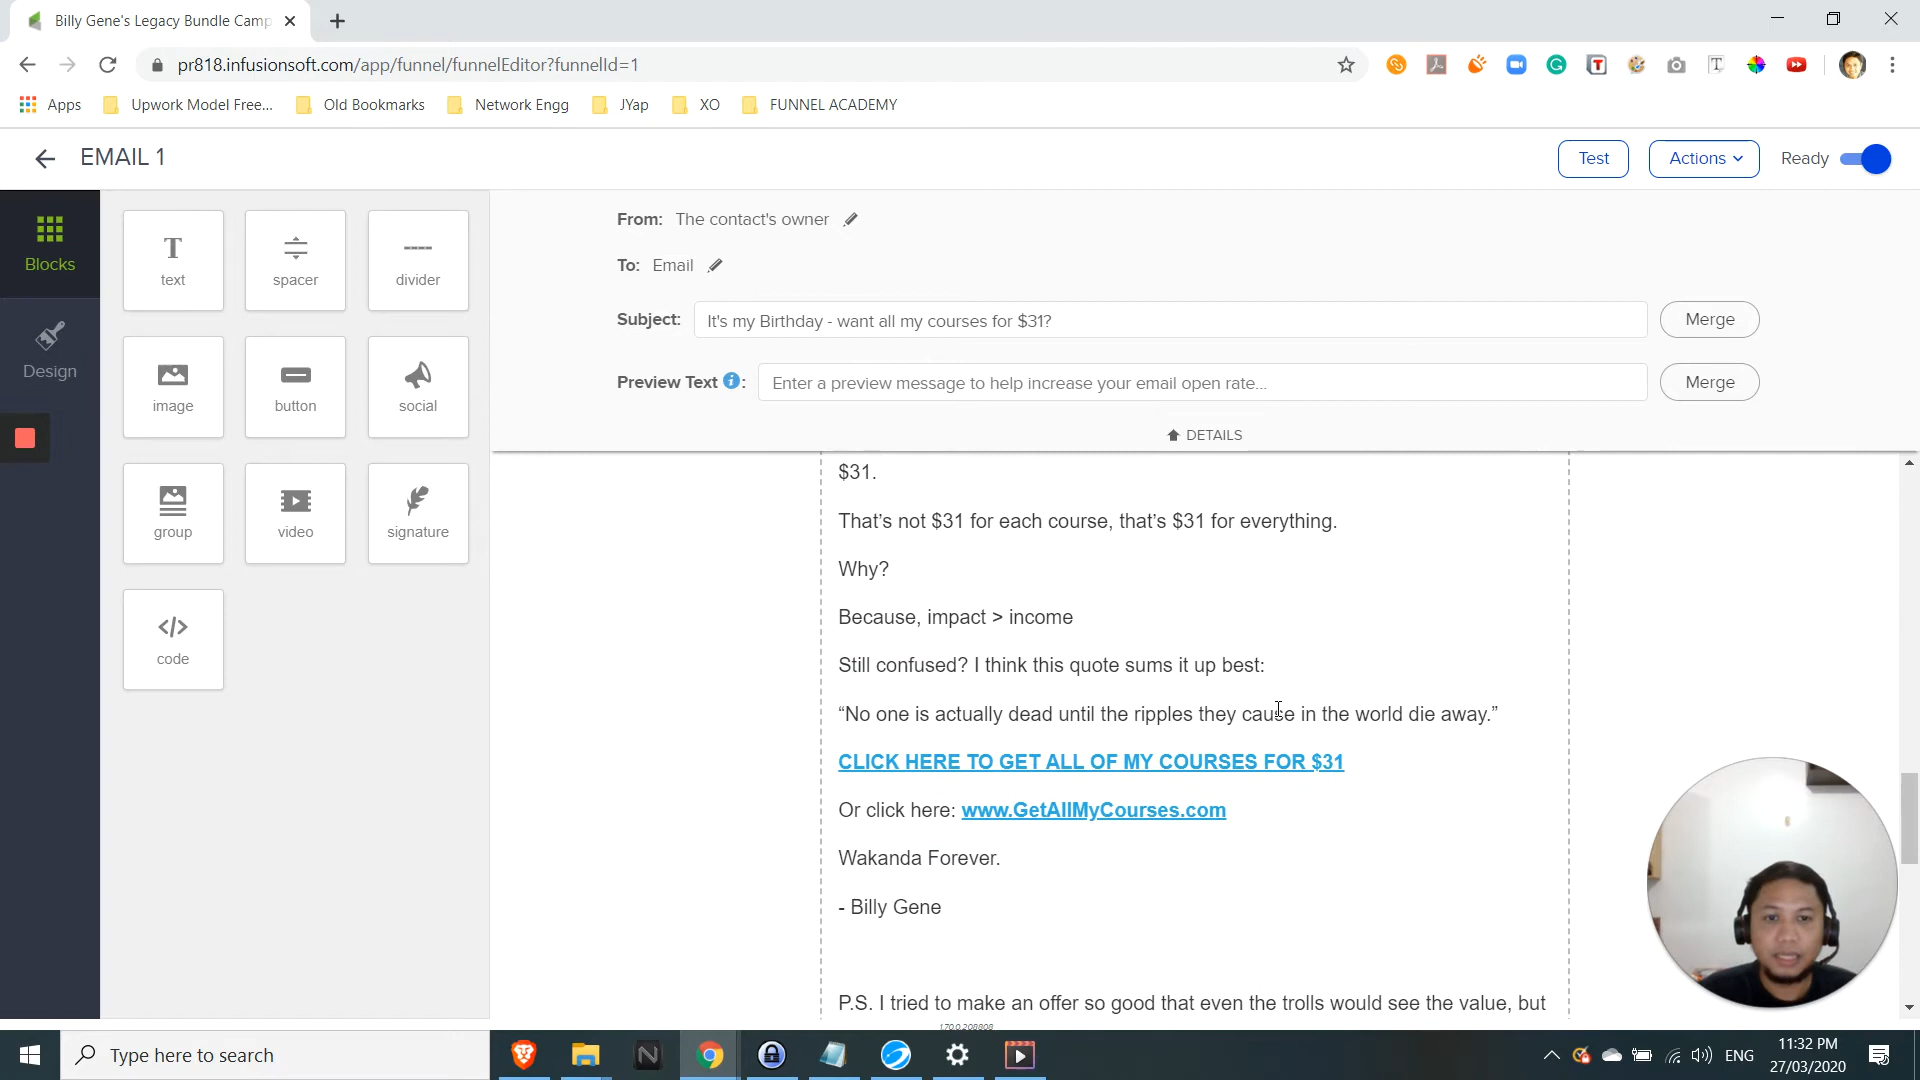 Billy Gene's Legacy Bundle Camp
pr818.infusionsoft.com/app/funnel/funnelEditor?funnelId=1
Apps
Upwork Model Free...
Old Bookmarks
Network Engg
JYap
XO
FUNNEL ACADEMY
EMAIL 1
Test
Actions
Ready
Blocks
Design
text
spacer
divider
image
button
social
group
video
signature
code
From: The contact's owner
To: Email
Subject: It's my Birthday - want all my courses for $31?
Merge
Preview Text : Enter a preview message to help increase your email open rate...
Merge
DETAILS
$31.
That’s not $31 for each course, that’s $31 for everything.
Why?
Because, impact > income
Still confused? I think this quote sums it up best:
“No one is actually dead until the ripples they cause in the world die away.”
CLICK HERE TO GET ALL OF MY COURSES FOR $31
Or click here: www.GetAllMyCourses.com
Wakanda Forever.
- Billy Gene
P.S. I tried to make an offer so good that even the trolls would see the value, but
1.70.0.208808
Type here to search
ENG
11:32 PM
27/03/2020